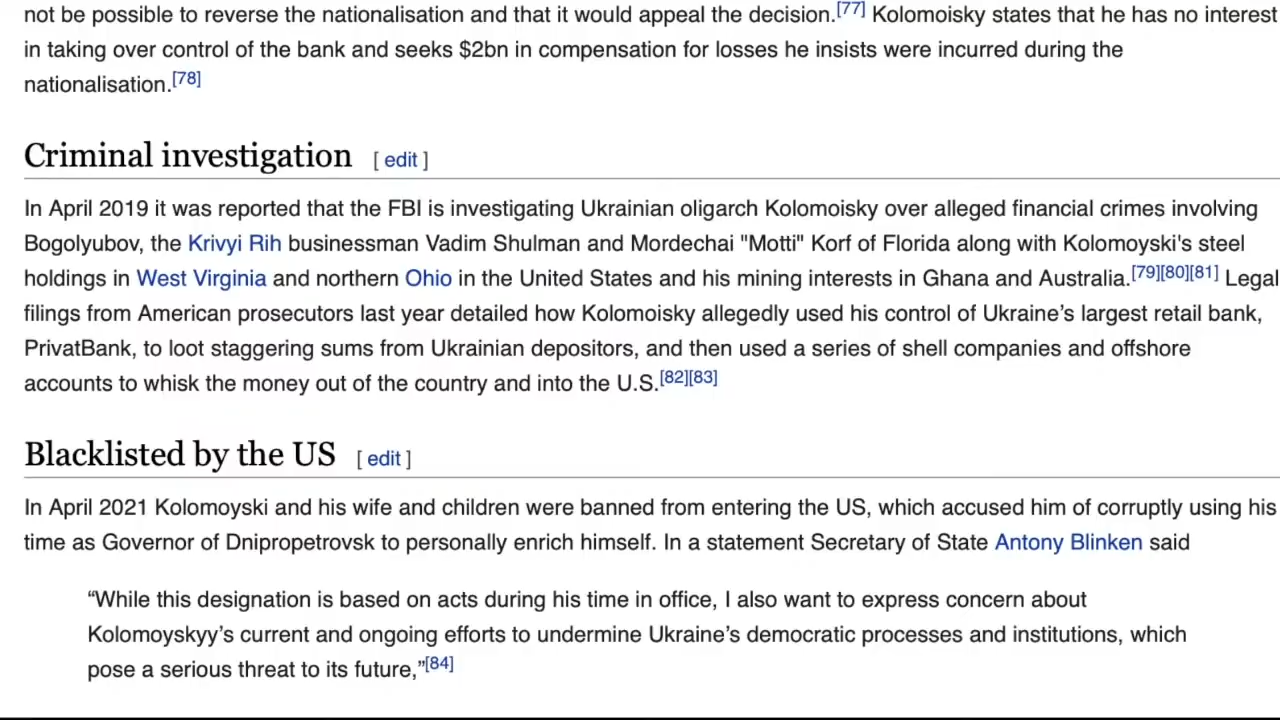 not be possible to reverse the nationalisation and that it would appeal the decision.[77] Kolomoisky states that he has no interest
in taking over control of the bank and seeks $2bn in compensation for losses he insists were incurred during the
nationalisation.[78]
Criminal investigation [ edit ]
In April 2019 it was reported that the FBI is investigating Ukrainian oligarch Kolomoisky over alleged financial crimes involving
Bogolyubov, the Krivyi Rih businessman Vadim Shulman and Mordechai "Motti" Korf of Florida along with Kolomoyski's steel
holdings in West Virginia and northern Ohio in the United States and his mining interests in Ghana and Australia.[79][80][81] Legal
filings from American prosecutors last year detailed how Kolomoisky allegedly used his control of Ukraine’s largest retail bank,
PrivatBank, to loot staggering sums from Ukrainian depositors, and then used a series of shell companies and offshore
accounts to whisk the money out of the country and into the U.S.[82][83]
Blacklisted by the US [ edit ]
In April 2021 Kolomoyski and his wife and children were banned from entering the US, which accused him of corruptly using his
time as Governor of Dnipropetrovsk to personally enrich himself. In a statement Secretary of State Antony Blinken said
“While this designation is based on acts during his time in office, I also want to express concern about
Kolomoyskyy’s current and ongoing efforts to undermine Ukraine’s democratic processes and institutions, which
pose a serious threat to its future,”[84]